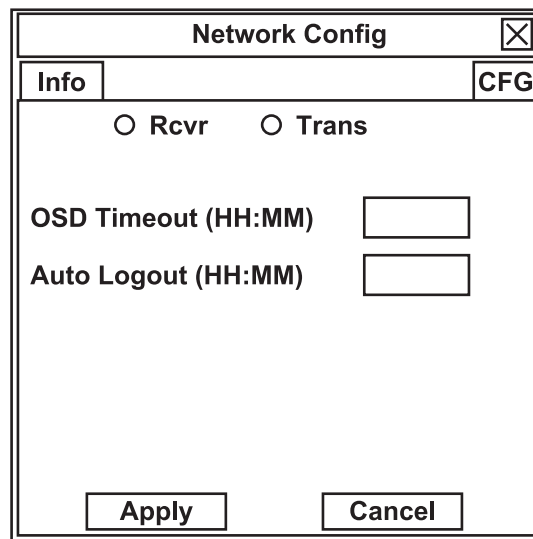 Network Config
Info CFG
Rcvr Trans
OSD Timeout (HH:MM)
Auto Logout (HH:MM)
Apply Cancel